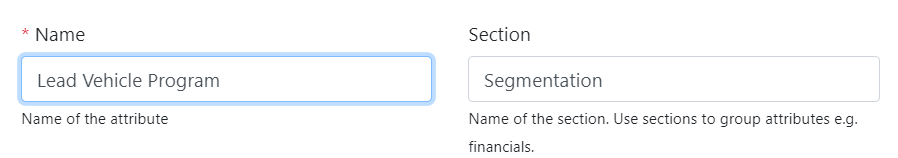 * Name
Section
Lead Vehicle Program
Segmentation
Name of the attribute
Name of the section. Use sections to group attributes e.g.
financials.